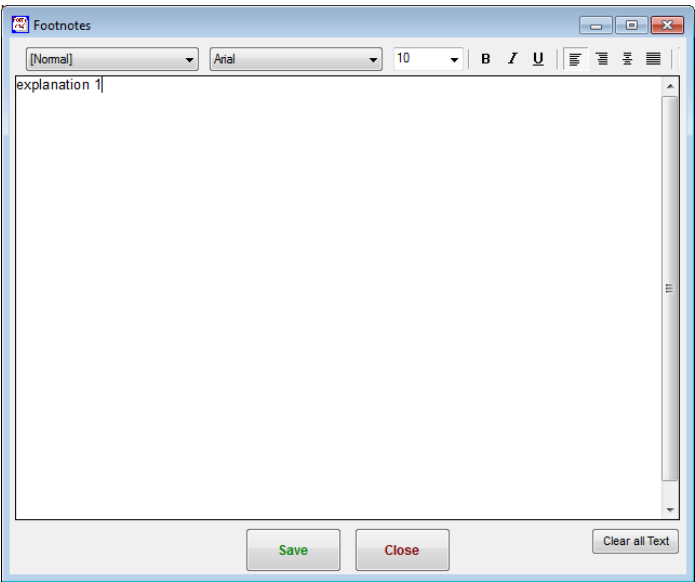 Footnotes
[Normal] Arial 10 B I U
explanation 1
Save Close Clear all Text